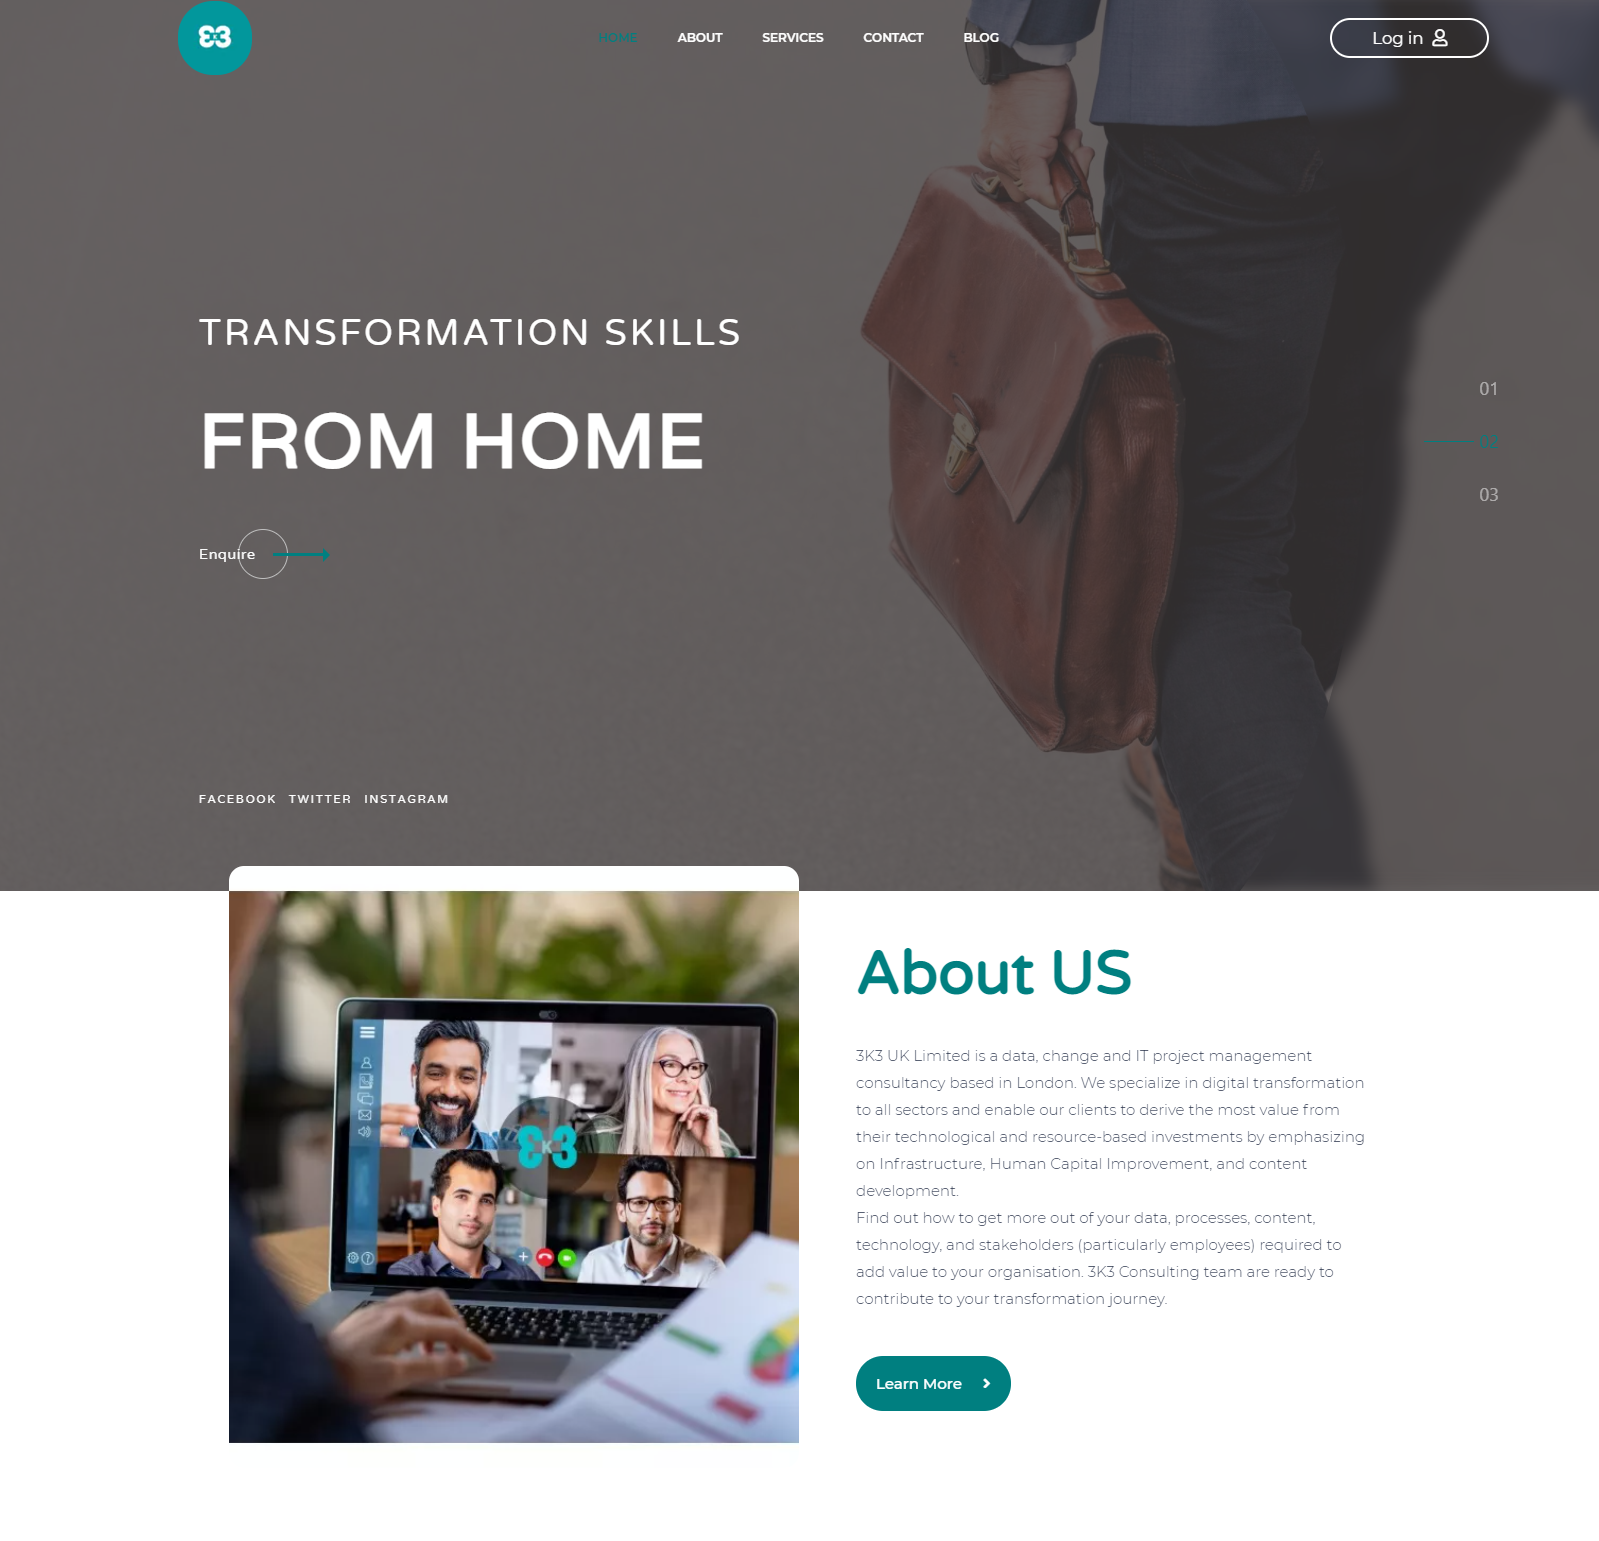 3K3
HOME ABOUT SERVICES CONTACT BLOG
Log in
TRANSFORMATION SKILLS
FROM HOME
01
02
03
Enquire
FACEBOOK TWITTER INSTAGRAM
3K3
About US
3K3 UK Limited is a data, change and IT project management
consultancy based in London. We specialize in digital transformation
to all sectors and enable our clients to derive the most value from
their technological and resource-based investments by emphasizing
on Infrastructure, Human Capital Improvement, and content
development.
Find out how to get more out of your data, processes, content,
technology, and stakeholders (particularly employees) required to
add value to your organisation. 3K3 Consulting team are ready to
contribute to your transformation journey.
Learn More